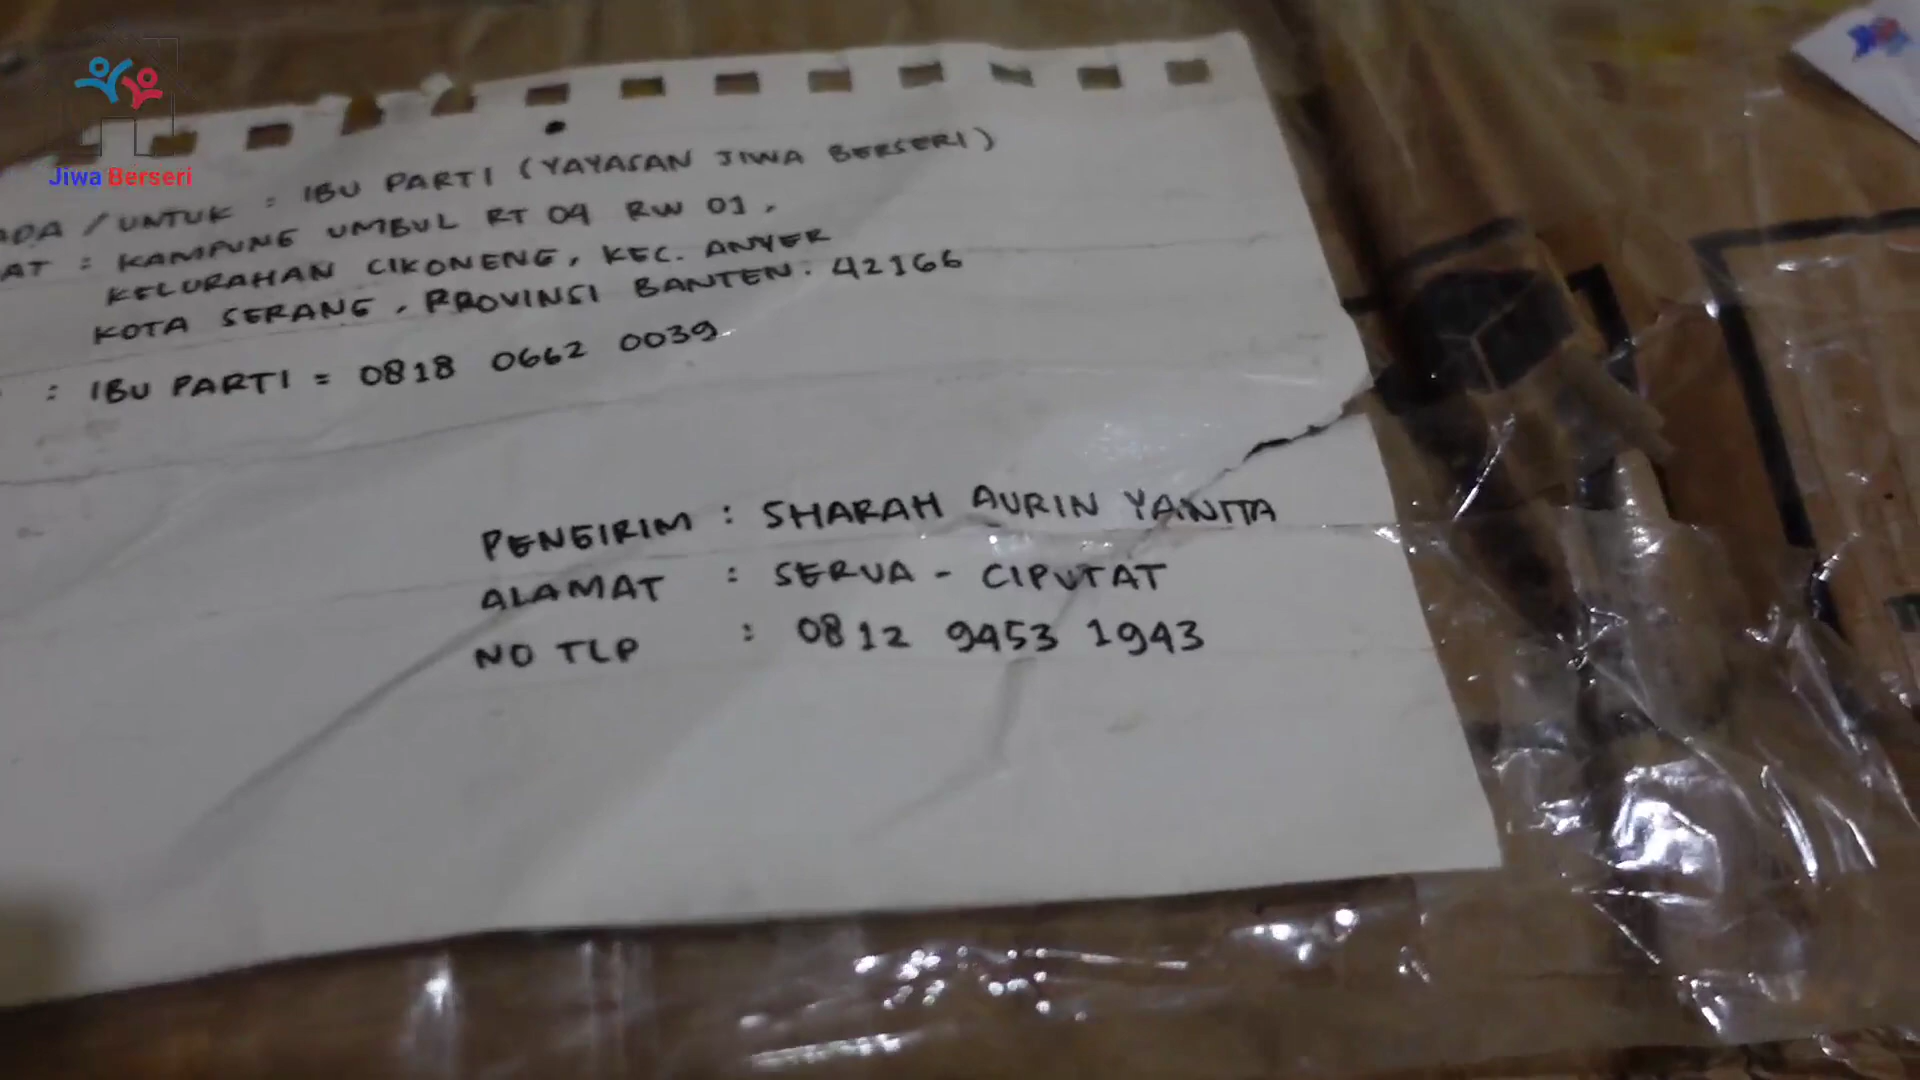 Jiwa Berseri
ADA / UNTUK : IBU PARTI (YAYASAN JIWA BERSERI)
AT : KAMPUNG UMBUL RT 04 RW 01,
KELURAHAN CIKONENG, KEC. ANYER
KOTA SERANG, PROVINSI BANTEN. 42166
: IBU PARTI = 0818 0662 0039
PENGIRIM : SHARAH AURIN YANITA
ALAMAT : SERUA - CIPUTAT
NO TLP : 0812 9453 1943